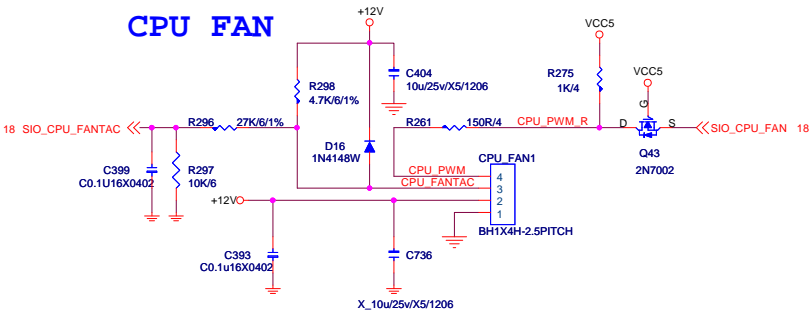 CPU FAN
+12V
VCC5
C404
10u/25v/X5/1206
R275
1K/4
VCC5
R298
4.7K/6/1%
18 SIO_CPU_FANTAC
R296
27K/6/1%
R261
150R/4
CPU_PWM_R
D
G
S
SIO_CPU_FAN 18
Q43
2N7002
D16
1N4148W
C399
C0.1U16X0402
R297
10K/6
CPU_FAN1
CPU_PWM
CPU_FANTAC
4
3
2
1
BH1X4H-2.5PITCH
+12V
C393
C0.1u16X0402
C736
X_10u/25v/X5/1206